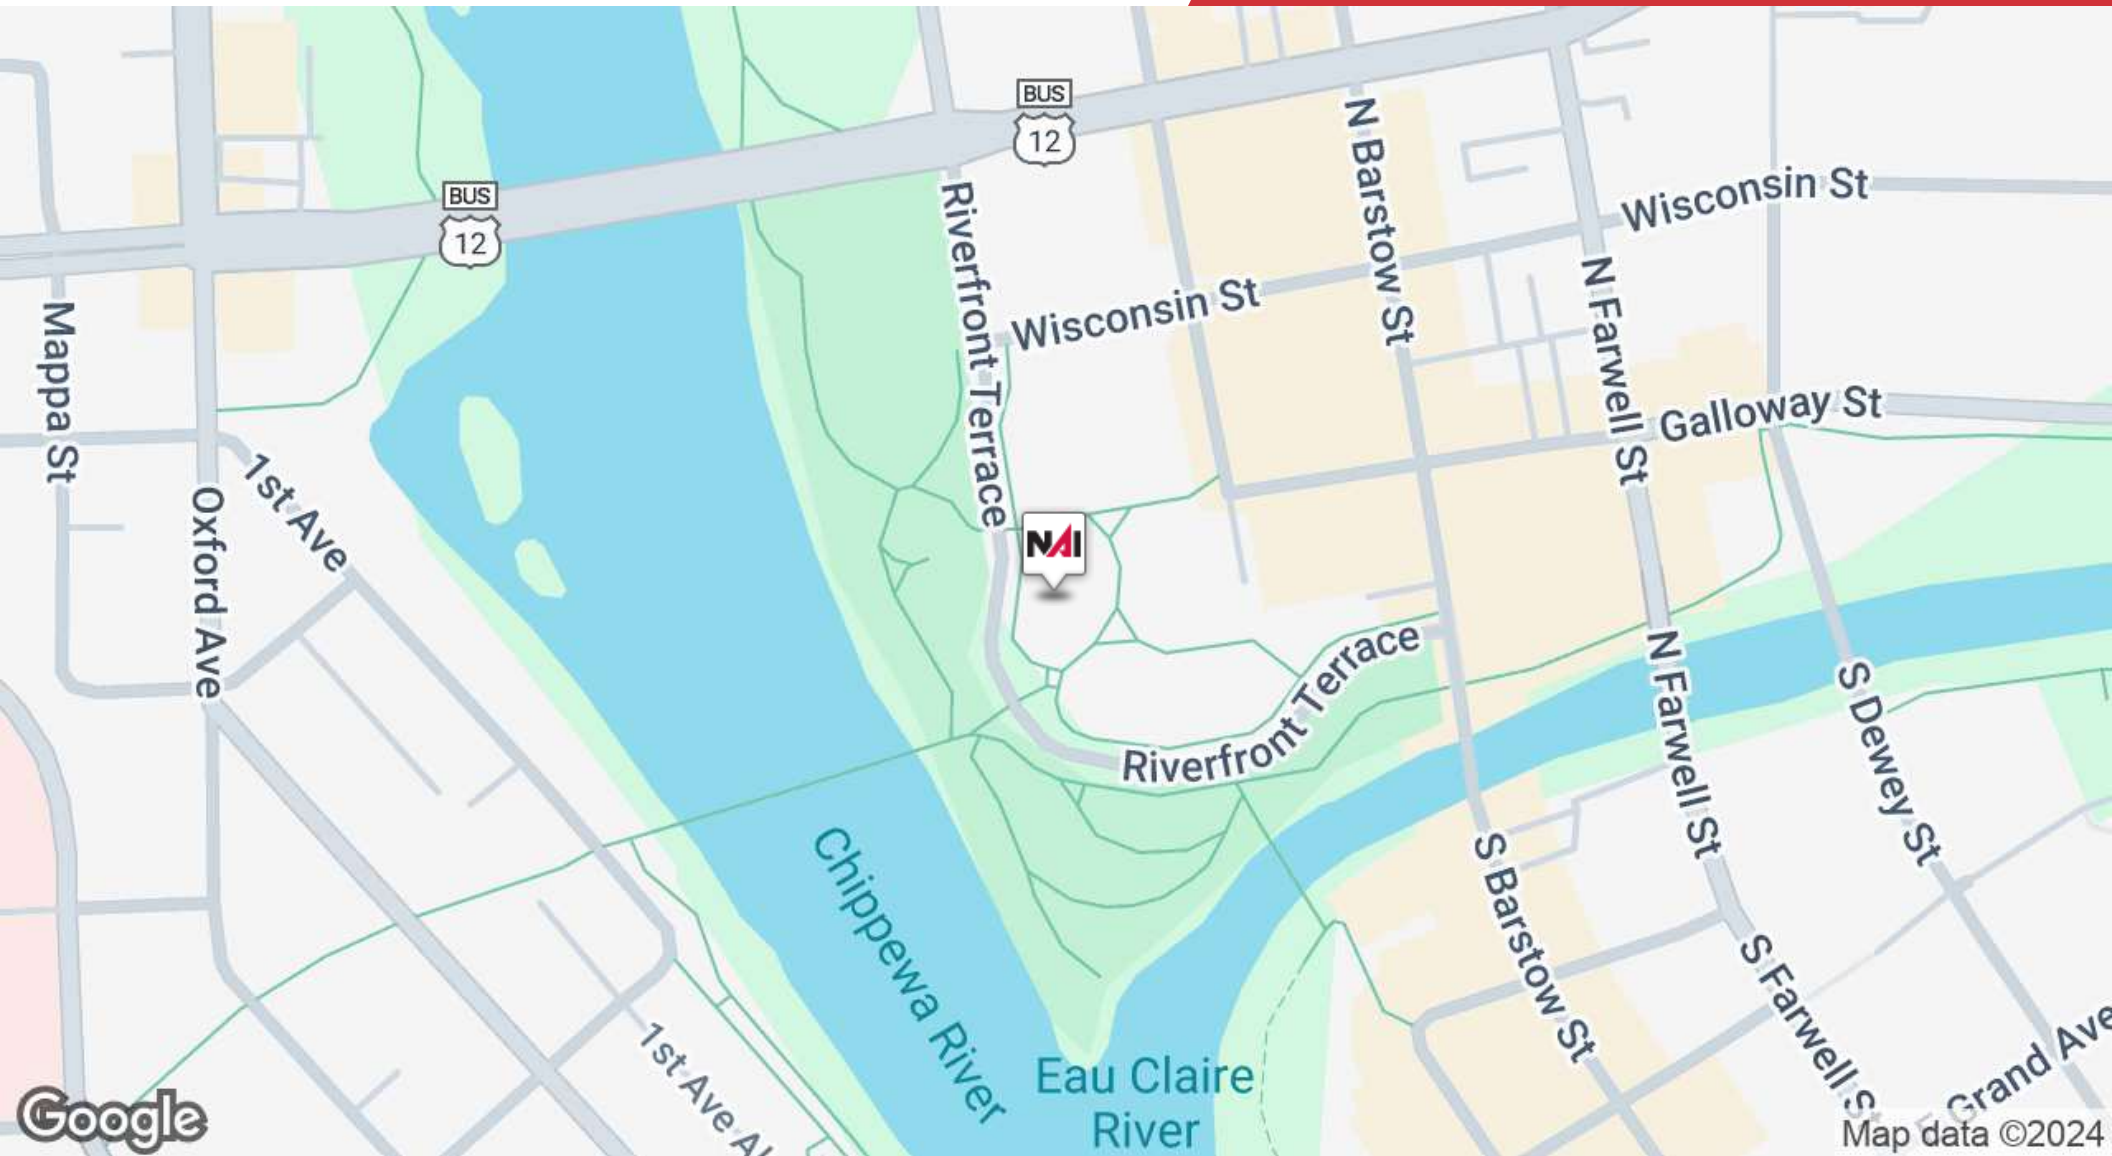 BUS
12
BUS
12
N Barstow St
Wisconsin St
Riverfront Terrace
Wisconsin St
N Farwell St
Mappa St
Galloway St
1st Ave
Oxford Ave
NAI
Riverfront Terrace
N Farwell St
S Dewey St
Chippewa River
S Barstow St
S Farwell St
1st Ave Al
Eau Claire
River
E Grand Ave
Google
Map data ©2024